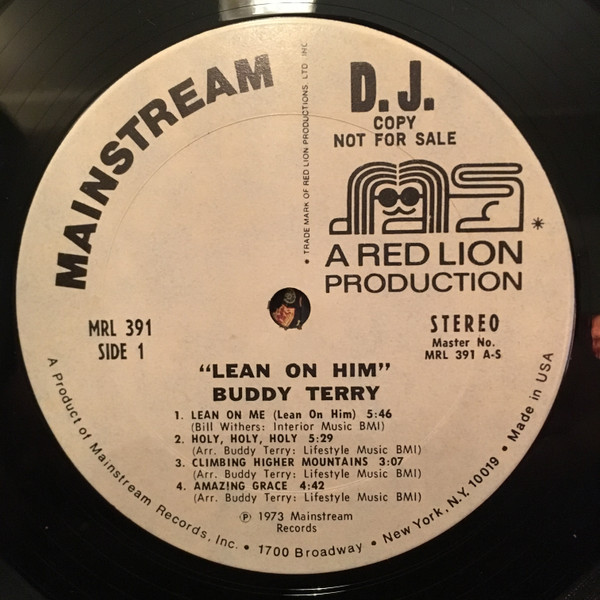 MAINSTREAM
* TRADE MARK OF RED LION PRODUCTIONS, LTD., INC.
D.J.
COPY
NOT FOR SALE
MS*
A RED LION
PRODUCTION
MRL 391
SIDE 1
STEREO
Master No.
MRL 391 A-S
"LEAN ON HIM"
BUDDY TERRY
1. LEAN ON ME (Lean On Him) 5:46
(Bill Withers: Interior Music BMI)
2. HOLY, HOLY, HOLY 5:29
(Arr. Buddy Terry: Lifestyle Music BMI)
3. CLIMBING HIGHER MOUNTAINS 3:07
(Arr. Buddy Terry: Lifestyle Music BMI)
4. AMAZING GRACE 4:42
(Arr. Buddy Terry: Lifestyle Music BMI)
℗ 1973 Mainstream
Records
A Product of Mainstream Records, Inc. • 1700 Broadway • New York, N.Y. 10019 • Made in USA